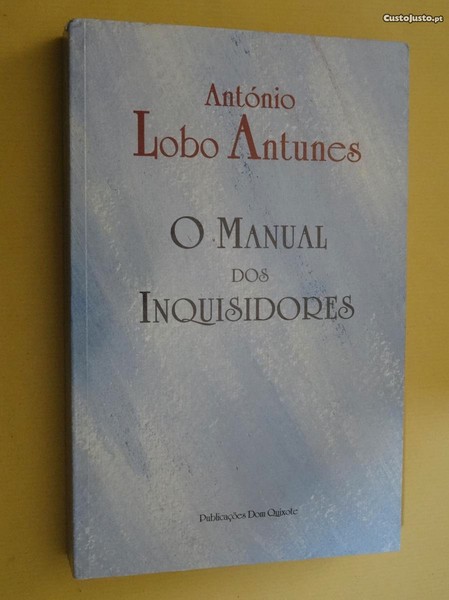 CustoJusto.pt
António
Lobo Antunes
O Manual
dos
Inquisidores
Publicações Dom Quixote